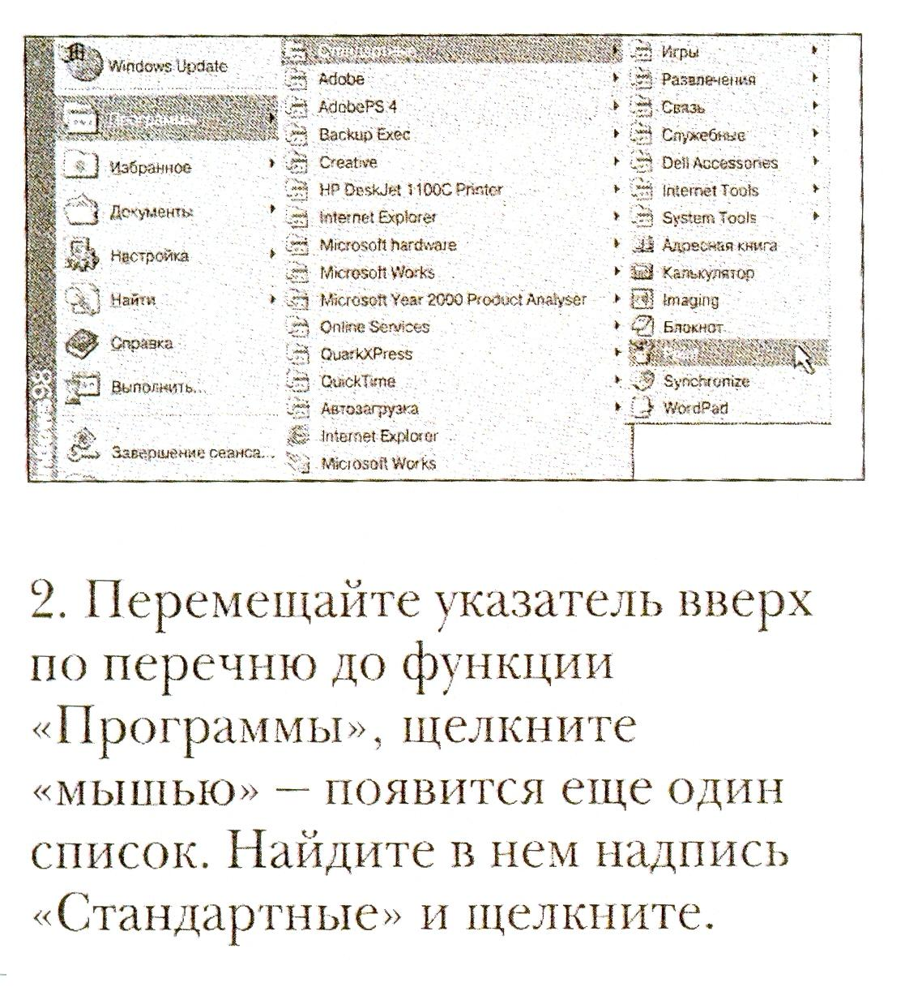 Windows Update
Программы
Избранное
Документы
Настройка
Найти
Справка
Выполнить...
Завершение сеанса...
98
Стандартные
Adobe
AdobePS 4
Backup Exec
Creative
HP DeskJet 1100C Printer
Internet Explorer
Microsoft hardware
Microsoft Works
Microsoft Year 2000 Product Analyser
Online Services
QuarkXPress
QuickTime
Автозагрузка
Internet Explorer
Microsoft Works
Игры
Развлечения
Связь
Служебные
Dell Accessories
Internet Tools
System Tools
Адресная книга
Калькулятор
Imaging
Блокнот
Paint
Synchronize
WordPad
2. Перемещайте указатель вверх
по перечню до функции
«Программы», щелкните
«мышью» — появится еще один
список. Найдите в нем надпись
«Стандартные» и щелкните.